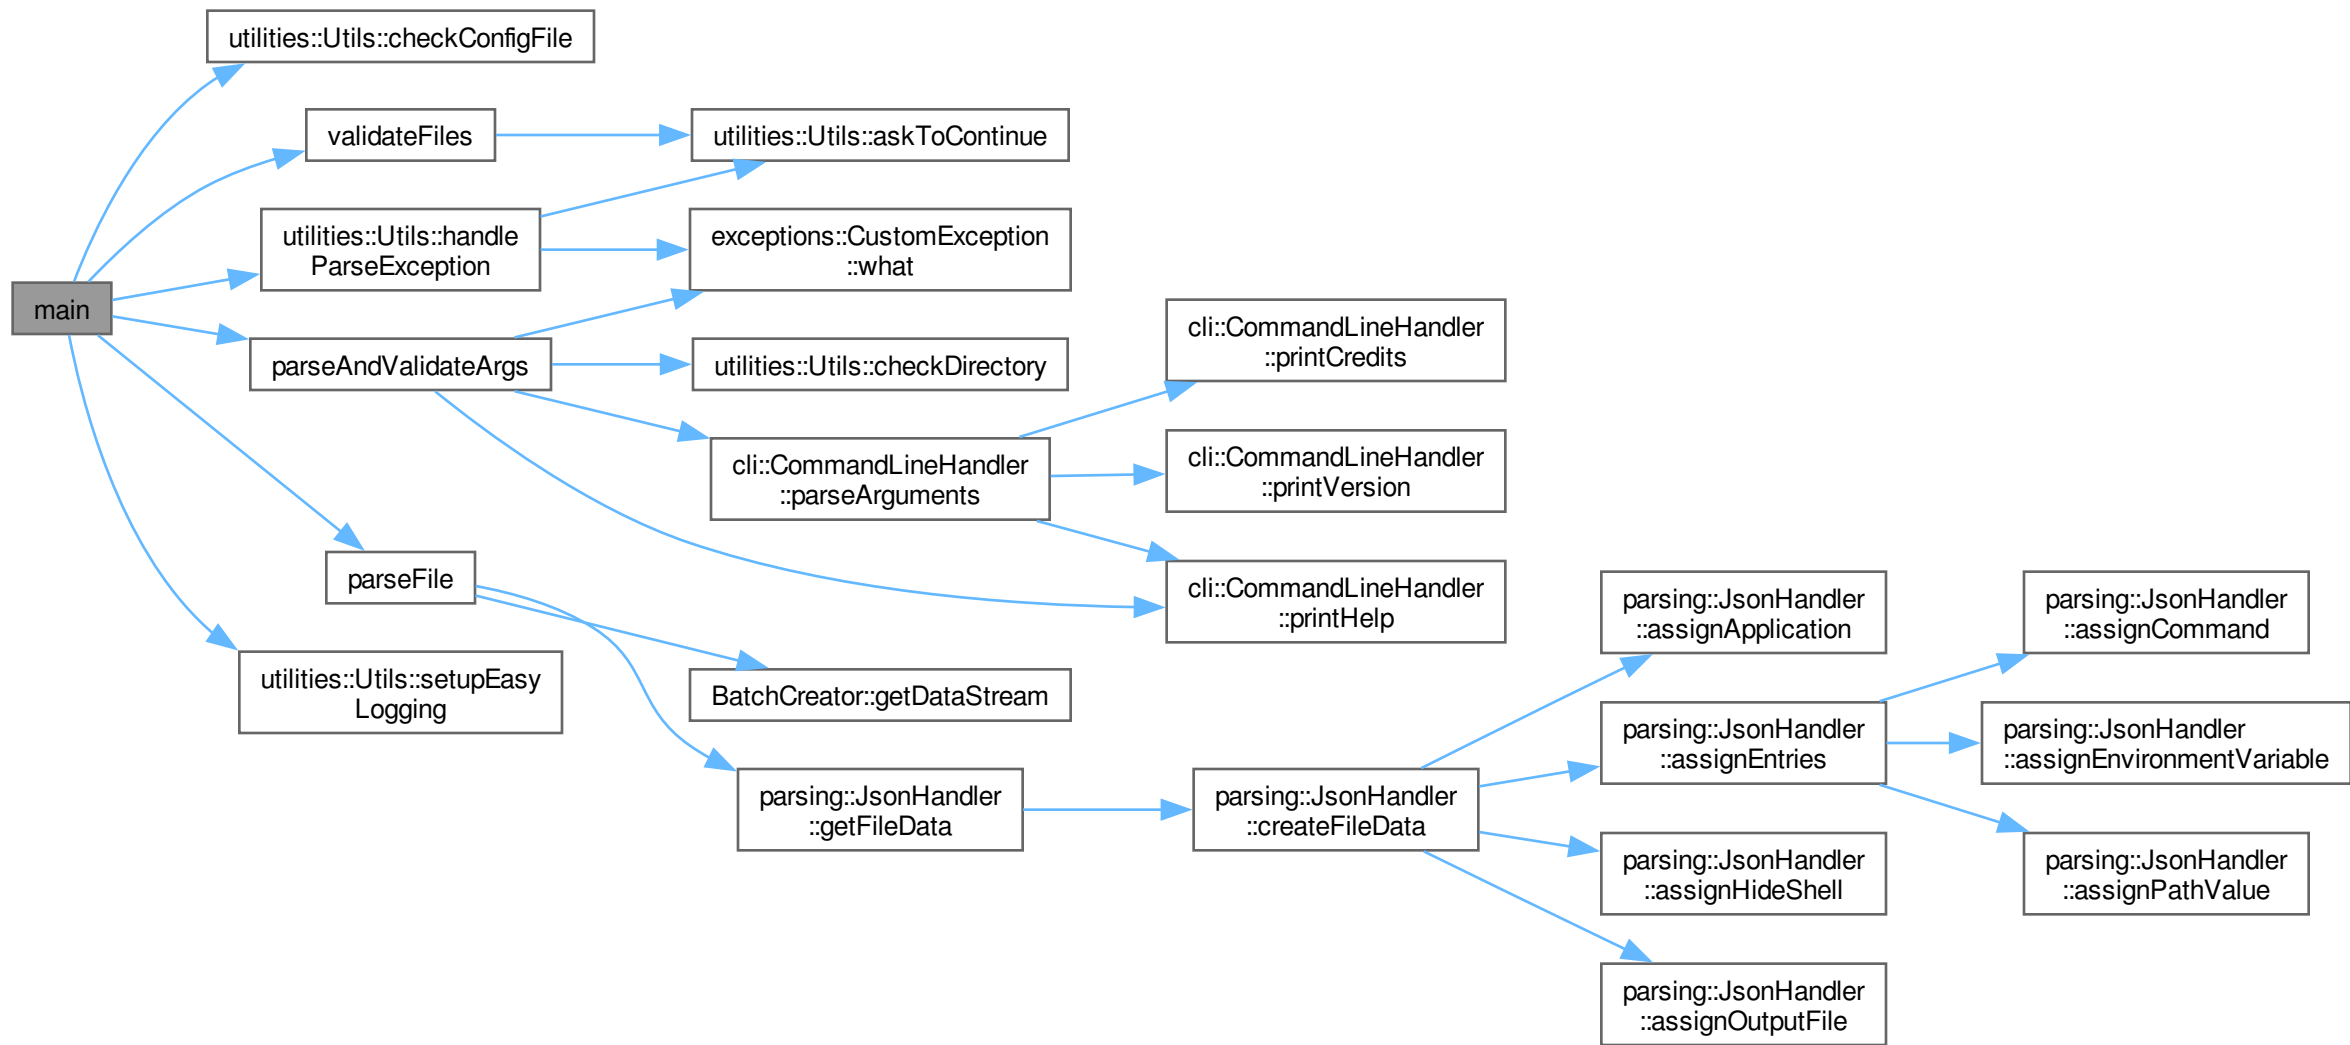 utilities::Utils::checkConfigFile
validateFiles
utilities::Utils::askToContinue
utilities::Utils::handle
ParseException
exceptions::CustomException
::what
main
parseAndValidateArgs
utilities::Utils::checkDirectory
cli::CommandLineHandler
::printCredits
cli::CommandLineHandler
::parseArguments
cli::CommandLineHandler
::printVersion
cli::CommandLineHandler
::printHelp
parseFile
utilities::Utils::setupEasy
Logging
BatchCreator::getDataStream
parsing::JsonHandler
::getFileData
parsing::JsonHandler
::createFileData
parsing::JsonHandler
::assignApplication
parsing::JsonHandler
::assignEntries
parsing::JsonHandler
::assignHideShell
parsing::JsonHandler
::assignOutputFile
parsing::JsonHandler
::assignCommand
parsing::JsonHandler
::assignEnvironmentVariable
parsing::JsonHandler
::assignPathValue